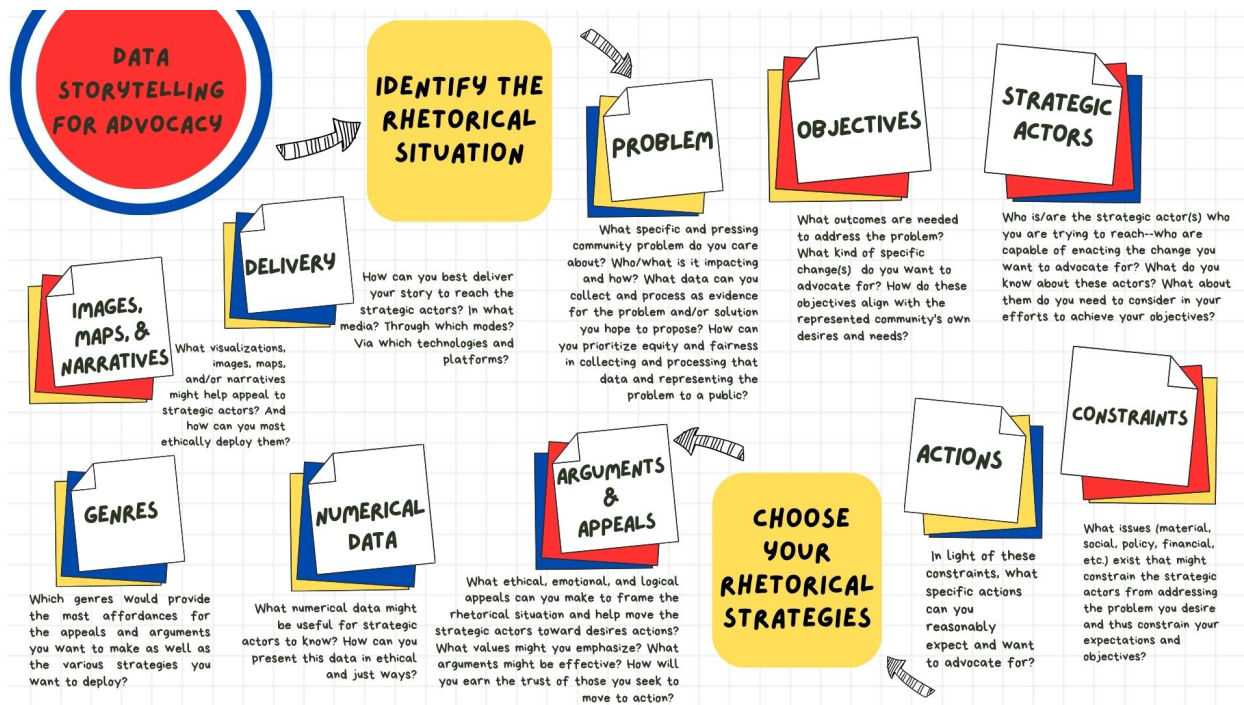 DATA
STORYTELLING
FOR ADVOCACY
IDENTIFY THE
RHETORICAL
SITUATION
PROBLEM
What specific and pressing
community problem do you care
about? Who/what is it impacting
and how? What data can you
collect and process as evidence
for the problem and/or solution
you hope to propose? How can
you prioritize equity and fairness
in collecting and processing that
data and representing the
problem to a public?
OBJECTIVES
What outcomes are needed
to address the problem?
What kind of specific
change(s) do you want to
advocate for? How do these
objectives align with the
represented community's own
desires and needs?
STRATEGIC
ACTORS
Who is/are the strategic actor(s) who
you are trying to reach--who are
capable of enacting the change you
want to advocate for? What do you
know about these actors? What about
them do you need to consider in your
efforts to achieve your objectives?
CONSTRAINTS
What issues (material,
social, policy, financial,
etc.) exist that might
constrain the strategic
actors from addressing
the problem you desire
and thus constrain your
expectations and
objectives?
ACTIONS
In light of these
constraints, what
specific actions
can you
reasonably
expect and want
to advocate for?
CHOOSE
YOUR
RHETORICAL
STRATEGIES
ARGUMENTS
&
APPEALS
What ethical, emotional, and logical
appeals can you make to frame the
rhetorical situation and help move the
strategic actors toward desires actions?
What values might you emphasize? What
arguments might be effective? How will
you earn the trust of those you seek to
move to action?
NUMERICAL
DATA
What numerical data might
be useful for strategic
actors to know? How can you
present this data in ethical
and just ways?
GENRES
Which genres would provide
the most affordances for
the appeals and arguments
you want to make as well as
the various strategies you
want to deploy?
IMAGES,
MAPS, &
NARRATIVES
What visualizations,
images, maps,
and/or narratives
might help appeal to
strategic actors? And
how can you most
ethically deploy them?
DELIVERY
How can you best deliver
your story to reach the
strategic actors? In what
media? Through which modes?
Via which technologies and
platforms?